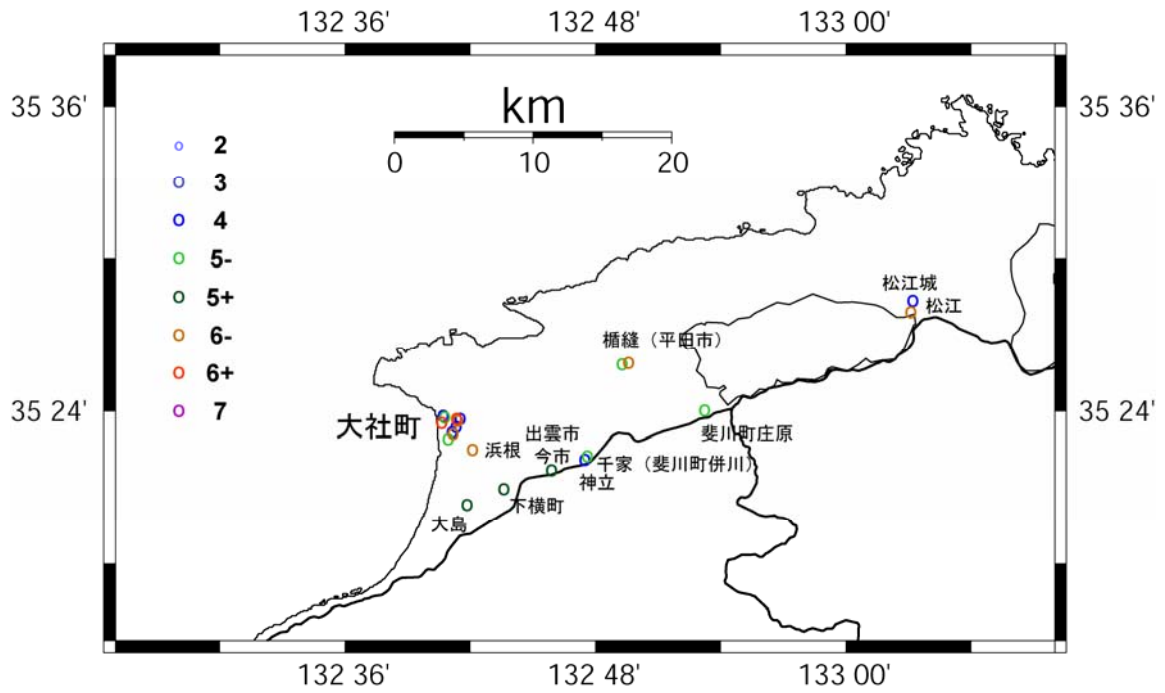 132 36' 132 48' 133 00'
35 36' 35 36'
km
0 10 20
2
3
4
5-
5+
6-
6+
7
松江城
松江
楯縫（平田市）
35 24' 35 24'
大社町
斐川町庄原
出雲市
浜根
今市
千家（斐川町併川）
神立
下横町
大島
132 36' 132 48' 133 00'